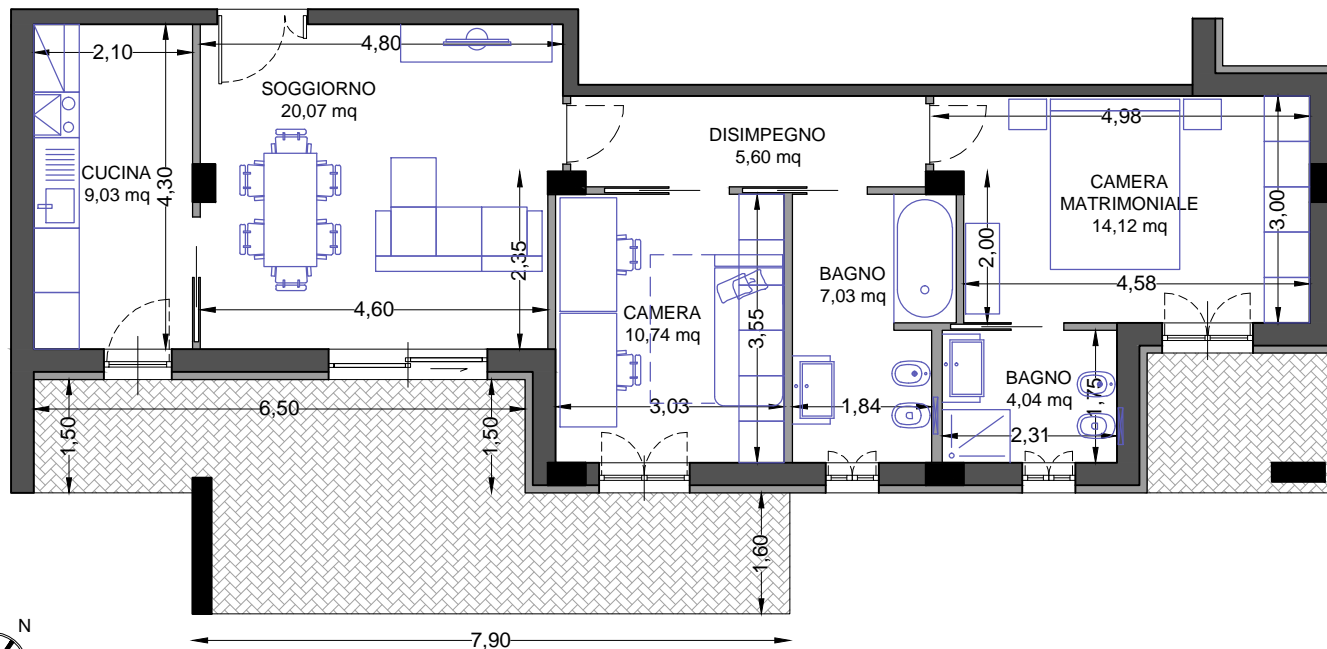 2,10
4,80
SOGGIORNO
20,07 mq
CUCINA
9,03 mq
4,30
DISIMPEGNO
5,60 mq
4,98
CAMERA
MATRIMONIALE
14,12 mq
3,00
2,35
2,00
4,58
4,60
CAMERA
10,74 mq
3,55
BAGNO
7,03 mq
BAGNO
4,04 mq
1,75
6,50
1,50
1,50
3,03
1,84
2,31
1,60
N
7,90